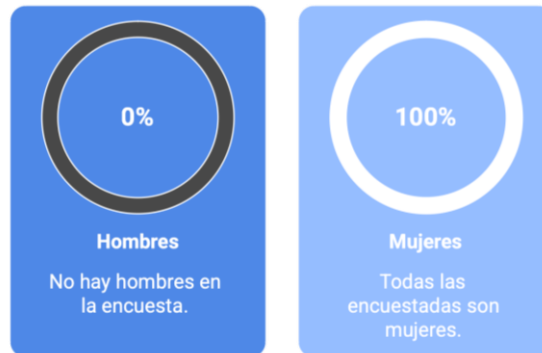 0%
Hombres
No hay hombres en
la encuesta.
100%
Mujeres
Todas las
encuestadas son
mujeres.